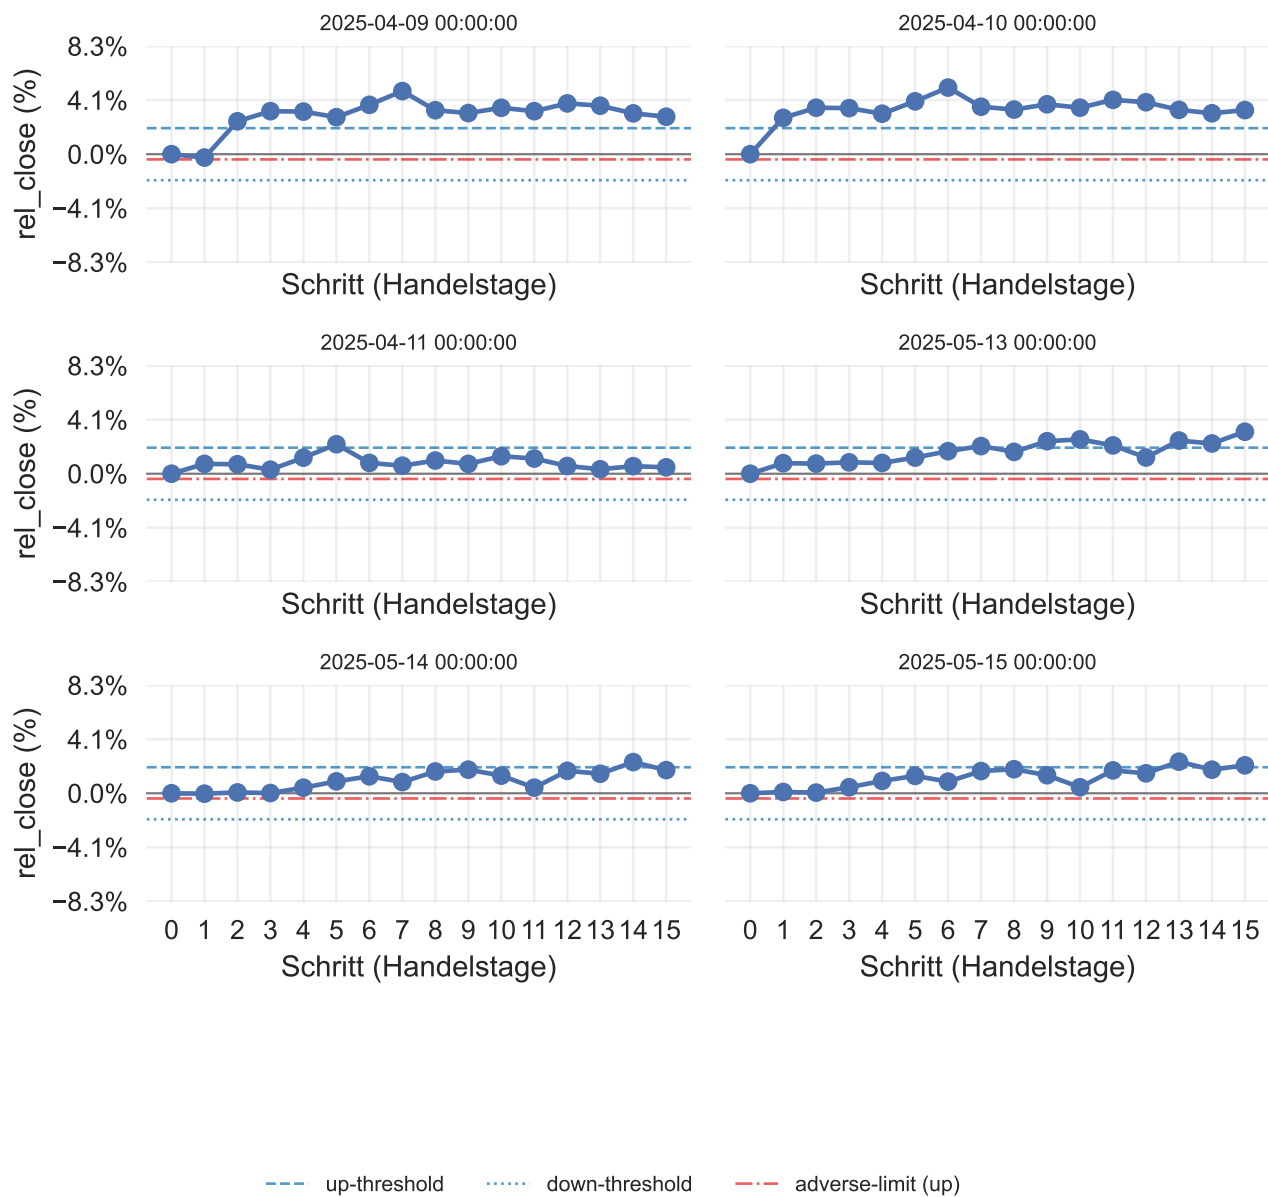 2025-04-09 00:00:00 2025-04-10 00:00:00
8.3%
4.1%
0.0%
−4.1%
−8.3%
rel_close (%)
Schritt (Handelstage) Schritt (Handelstage)
2025-04-11 00:00:00 2025-05-13 00:00:00
8.3%
4.1%
0.0%
−4.1%
−8.3%
rel_close (%)
Schritt (Handelstage) Schritt (Handelstage)
2025-05-14 00:00:00 2025-05-15 00:00:00
8.3%
4.1%
0.0%
−4.1%
−8.3%
rel_close (%)
0 1 2 3 4 5 6 7 8 9 10 11 12 13 14 15 0 1 2 3 4 5 6 7 8 9 10 11 12 13 14 15
Schritt (Handelstage) Schritt (Handelstage)
up-threshold down-threshold adverse-limit (up)